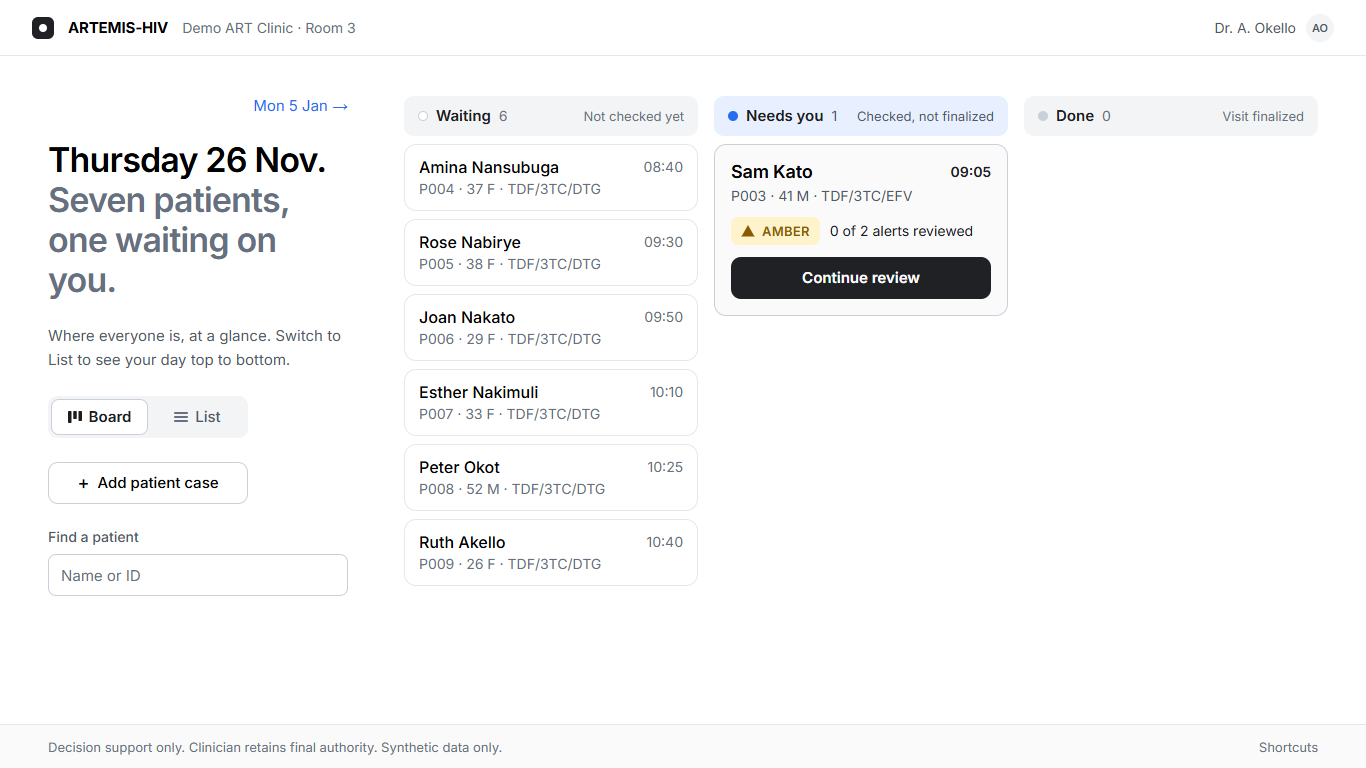 ARTEMIS-HIV Demo ART Clinic · Room 3
Dr. A. Okello AO
Mon 5 Jan →
Thursday 26 Nov.
Seven patients,
one waiting on
you.
Where everyone is, at a glance. Switch to
List to see your day top to bottom.
Board List
+ Add patient case
Find a patient
Name or ID
Waiting 6 Not checked yet
Amina Nansubuga 08:40
P004 · 37 F · TDF/3TC/DTG
Rose Nabirye 09:30
P005 · 38 F · TDF/3TC/DTG
Joan Nakato 09:50
P006 · 29 F · TDF/3TC/DTG
Esther Nakimuli 10:10
P007 · 33 F · TDF/3TC/DTG
Peter Okot 10:25
P008 · 52 M · TDF/3TC/DTG
Ruth Akello 10:40
P009 · 26 F · TDF/3TC/DTG
Needs you 1 Checked, not finalized
Sam Kato 09:05
P003 · 41 M · TDF/3TC/EFV
AMBER 0 of 2 alerts reviewed
Continue review
Done 0 Visit finalized
Decision support only. Clinician retains final authority. Synthetic data only.
Shortcuts